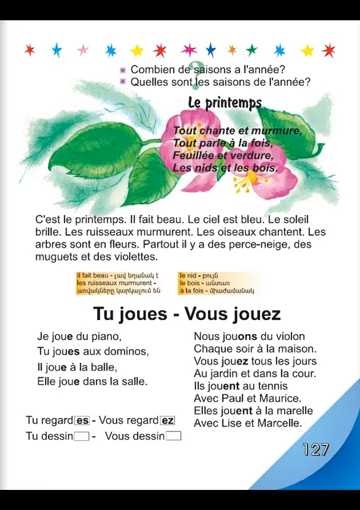 Combien de saisons a l'année?
Quelles sont les saisons de l'année?
Le printemps
Tout chante et murmure,
Tout parle à la fois,
Feuillée et verdure,
Les nids et les bois.
C'est le printemps. Il fait beau. Le ciel est bleu. Le soleil
brille. Les ruisseaux murmurent. Les oiseaux chantent. Les
arbres sont en fleurs. Partout il y a des perce-neige, des
muguets et des violettes.
il fait beau - լավ եղանակ է
les ruisseaux murmurent -
առվակները կարկաչում են
le nid - բույն
le bois - անտառ
à la fois - միաժամանակ
Tu joues - Vous jouez
Je joue du piano,
Tu joues aux dominos,
Il joue à la balle,
Elle joue dans la salle.
Nous jouons du violon
Chaque soir à la maison.
Vous jouez tous les jours
Au jardin et dans la cour.
Ils jouent au tennis
Avec Paul et Maurice.
Elles jouent à la marelle
Avec Lise et Marcelle.
Tu regardes - Vous regardez
Tu dessin - Vous dessin
127